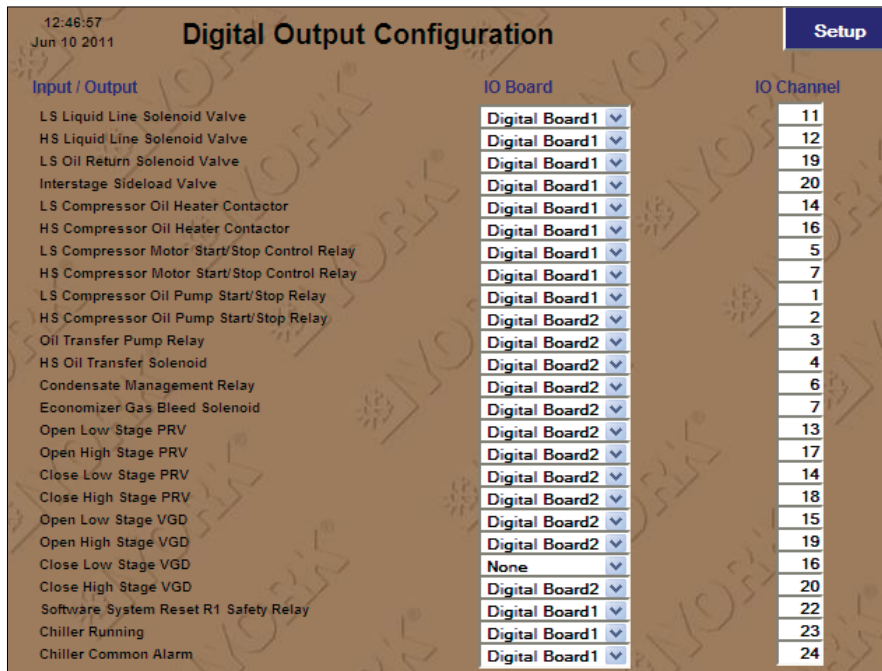 12:46:57
Jun 10 2011
Digital Output Configuration
Setup
Input / Output IO Board IO Channel
LS Liquid Line Solenoid Valve Digital Board1 11
HS Liquid Line Solenoid Valve Digital Board1 12
LS Oil Return Solenoid Valve Digital Board1 19
Interstage Sideload Valve Digital Board1 20
LS Compressor Oil Heater Contactor Digital Board1 14
HS Compressor Oil Heater Contactor Digital Board1 16
LS Compressor Motor Start/Stop Control Relay Digital Board1 5
HS Compressor Motor Start/Stop Control Relay Digital Board1 7
LS Compressor Oil Pump Start/Stop Relay Digital Board1 1
HS Compressor Oil Pump Start/Stop Relay Digital Board2 2
Oil Transfer Pump Relay Digital Board2 3
HS Oil Transfer Solenoid Digital Board2 4
Condensate Management Relay Digital Board2 6
Economizer Gas Bleed Solenoid Digital Board2 7
Open Low Stage PRV Digital Board2 13
Open High Stage PRV Digital Board2 17
Close Low Stage PRV Digital Board2 14
Close High Stage PRV Digital Board2 18
Open Low Stage VGD Digital Board2 15
Open High Stage VGD Digital Board2 19
Close Low Stage VGD None 16
Close High Stage VGD Digital Board2 20
Software System Reset R1 Safety Relay Digital Board1 22
Chiller Running Digital Board1 23
Chiller Common Alarm Digital Board1 24
YORK